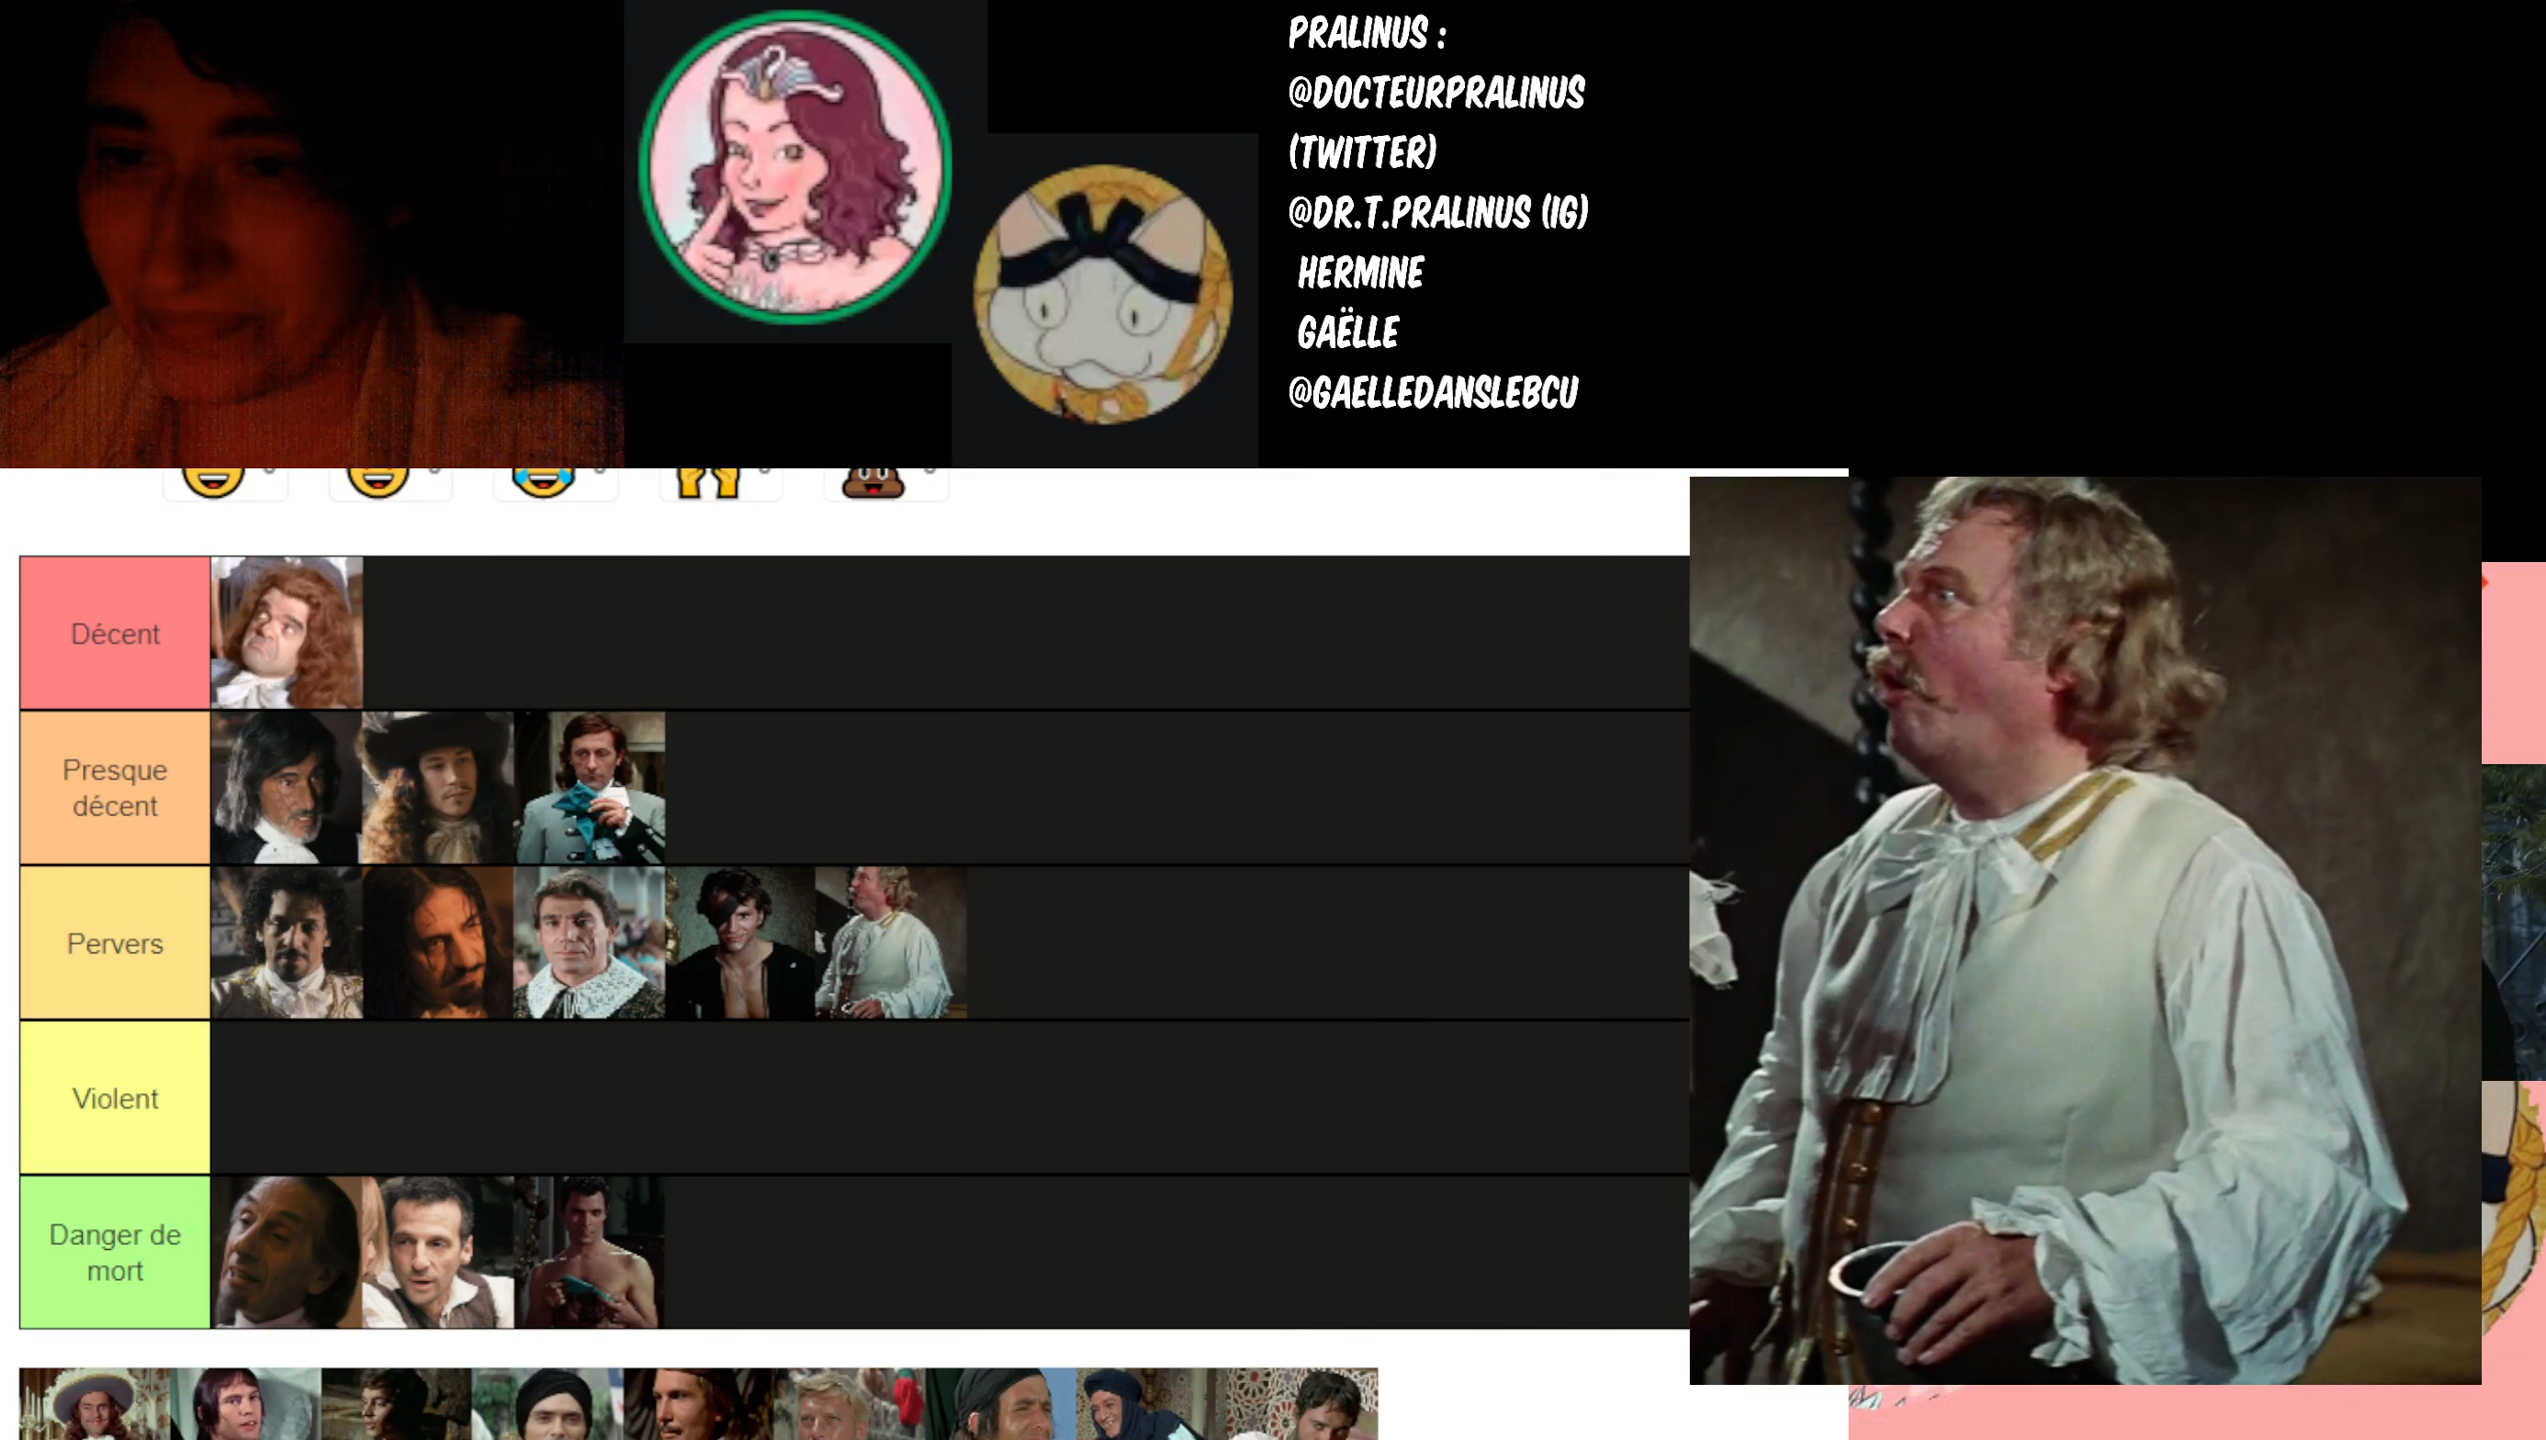 PRALINUS :
@DOCTEURPRALINUS
(TWITTER)
@DR.T.PRALINUS (IG)
HERMINE
GAËLLE
@GAELLEDANSLEBCU
Décent
Presque
décent
Pervers
Violent
Danger de
mort